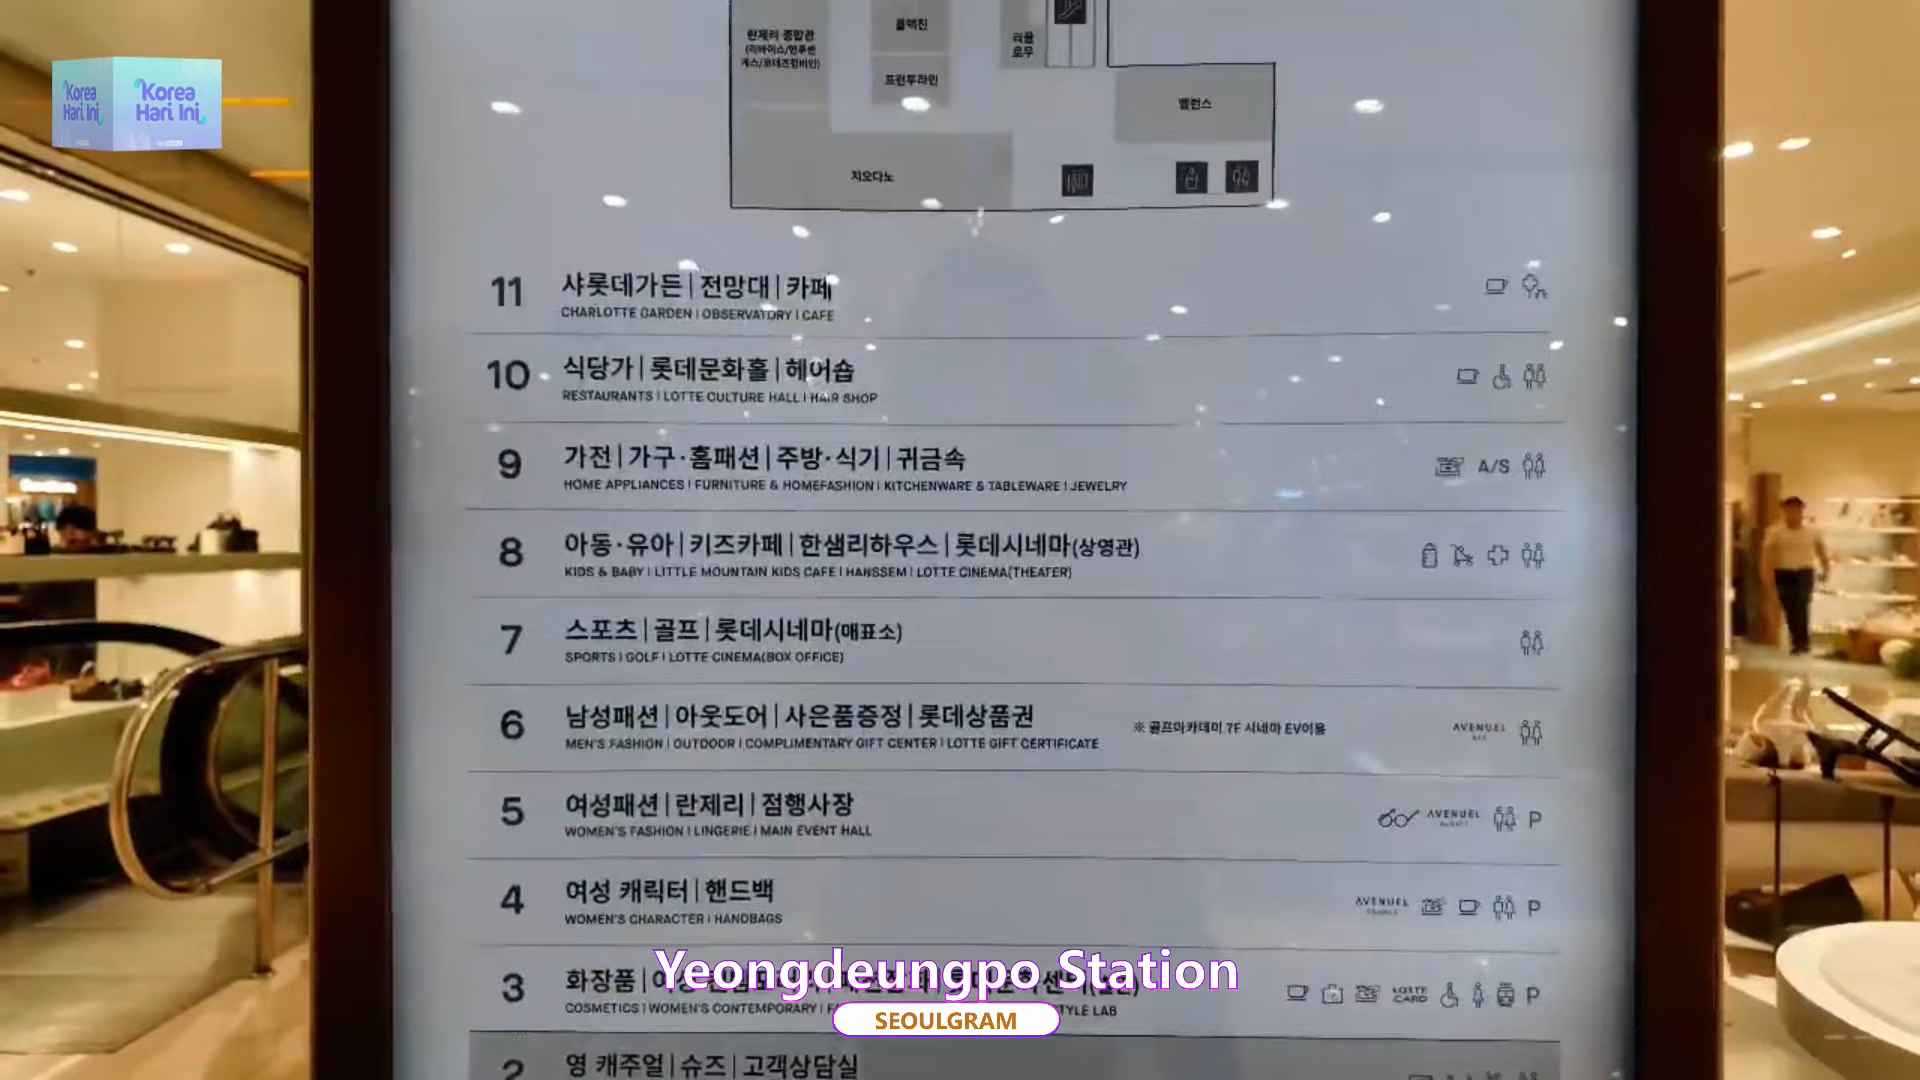 란제리 종합관
플랙진
리플
로우
프런투라인
밸런스
지오다노
Korea
Hari Ini
Korea
Hari Ini
11 샤롯데가든 | 전망대 | 카페
CHARLOTTE GARDEN | OBSERVATORY | CAFE
10 식당가 | 롯데문화홀 | 헤어숍
RESTAURANTS | LOTTE CULTURE HALL | HAIR SHOP
9 가전 | 가구·홈패션 | 주방·식기 | 귀금속 A/S
HOME APPLIANCES | FURNITURE & HOMEFASHION | KITCHENWARE & TABLEWARE | JEWELRY
8 아동·유아 | 키즈카페 | 한샘리하우스 | 롯데시네마(상영관)
KIDS & BABY | LITTLE MOUNTAIN KIDS CAFE | HANSSEM | LOTTE CINEMA(THEATER)
7 스포츠 | 골프 | 롯데시네마(매표소)
SPORTS | GOLF | LOTTE CINEMA(BOX OFFICE)
6 남성패션 | 아웃도어 | 사은품증정 | 롯데상품권 ※ 골프아카데미 7F 시네마 EV이용 AVENUEL
MEN'S FASHION | OUTDOOR | COMPLIMENTARY GIFT CENTER | LOTTE GIFT CERTIFICATE
5 여성패션 | 란제리 | 점행사장 AVENUEL P
WOMEN'S FASHION | LINGERIE | MAIN EVENT HALL
4 여성 캐릭터 | 핸드백 AVENUEL P
WOMEN'S CHARACTER | HANDBAGS
3 화장품 | LOTTE CARD P
COSMETICS | WOMEN'S CONTEMPORARY | TYLE LAB
Yeongdeungpo Station
SEOULGRAM
2 영 캐주얼 | 슈즈 | 고객상담실